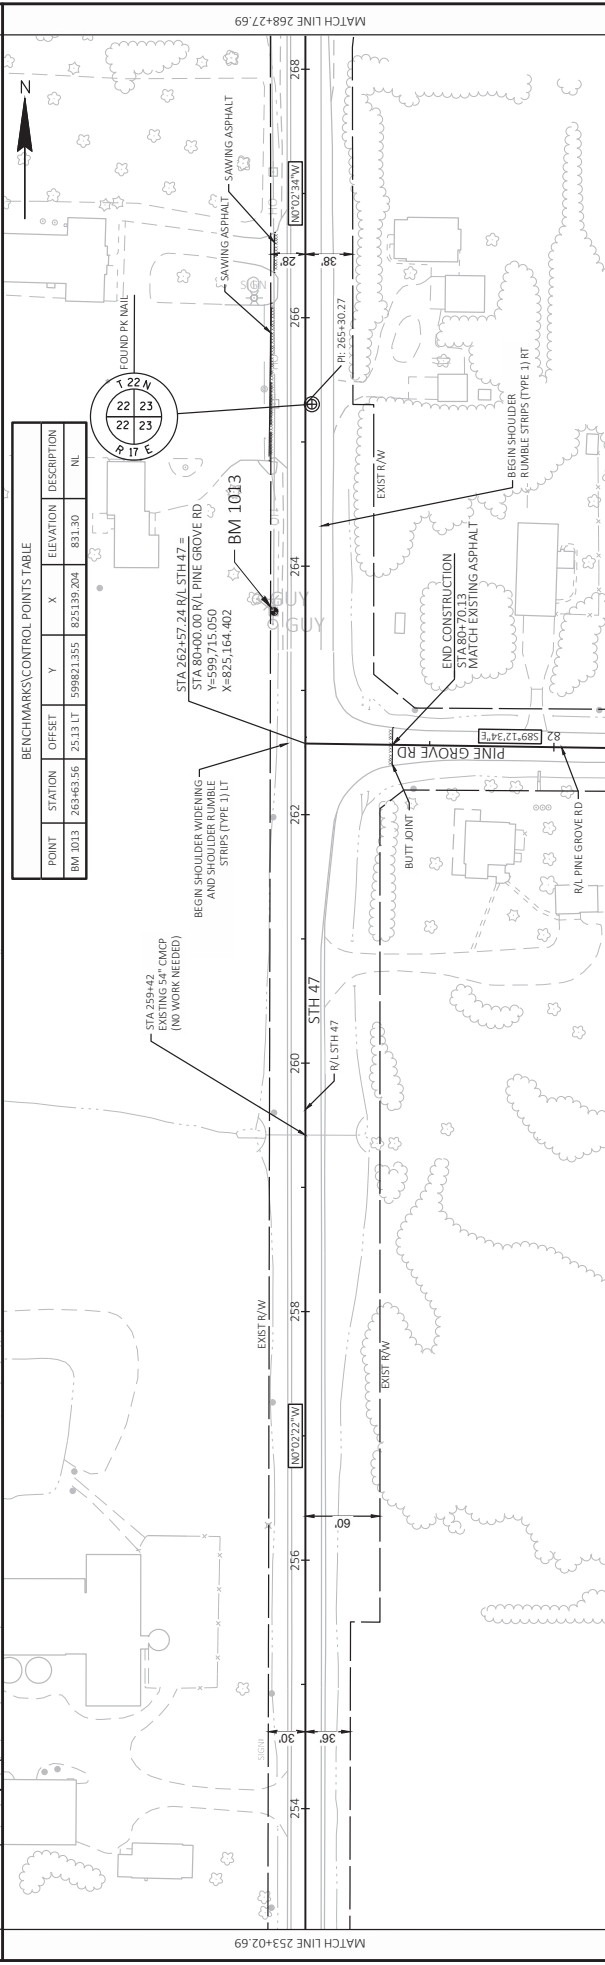 MATCH LINE 268+27.69
268
N
SAWING ASPHALT
SAWING ASPHALT
N0°02'34"W
28'
38'
SIGN
266
FOUND PK NAIL
T 22 N
22 23
22 23
R 17 E
PI: 265+30.27
BENCHMARKS\CONTROL POINTS TABLE
POINT STATION OFFSET Y X ELEVATION DESCRIPTION
BM 1013 263+63.56 25.13 LT 599821.355 825139.204 831.30 NL
EXIST R/W
BEGIN SHOULDER
RUMBLE STRIPS (TYPE 1) RT
BM 1013
264
GUY
GUY
STA 262+57.24 R/L STH 47 =
STA 80+00.00 R/L PINE GROVE RD
Y=599,715.050
X=825,164.402
END CONSTRUCTION
STA 80+70.13
MATCH EXISTING ASPHALT
S89°12'34"E
82
PINE GROVE RD
BEGIN SHOULDER WIDENING
AND SHOULDER RUMBLE
STRIPS (TYPE 1) LT
262
BUTT JOINT
R/L PINE GROVE RD
STA 259+42
EXISTING 54" CMCP
(NO WORK NEEDED)
STH 47
260
R/L STH 47
258
EXIST R/W
EXIST R/W
N0°02'22"W
60'
256
30'
36'
SIGN
254
MATCH LINE 253+02.69